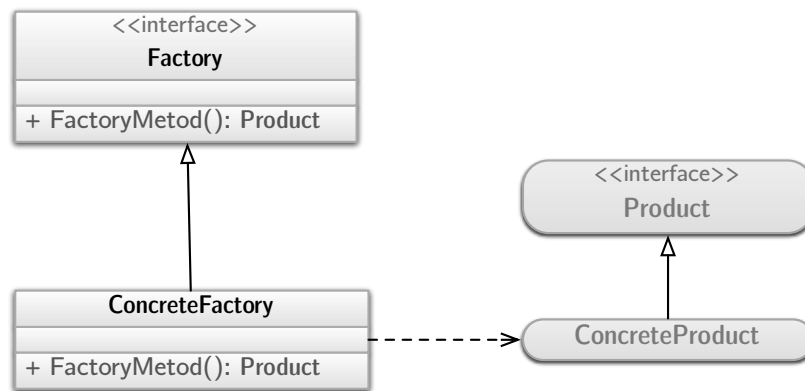 <<interface>>
Factory
+ FactoryMetod(): Product
<<interface>>
Product
ConcreteFactory
+ FactoryMetod(): Product
ConcreteProduct